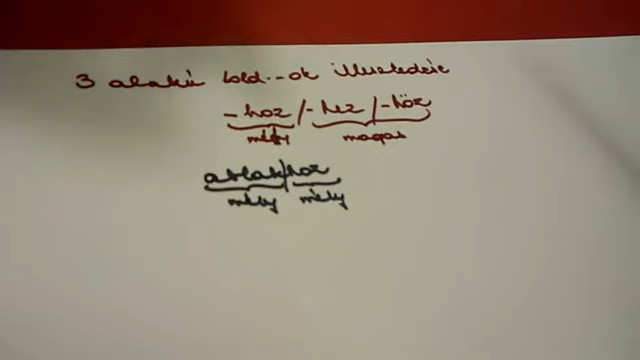 3 alakú told..ok illeszkedése
-hoz/-hez/-höz
mély magas
ablak|hoz
mély mély